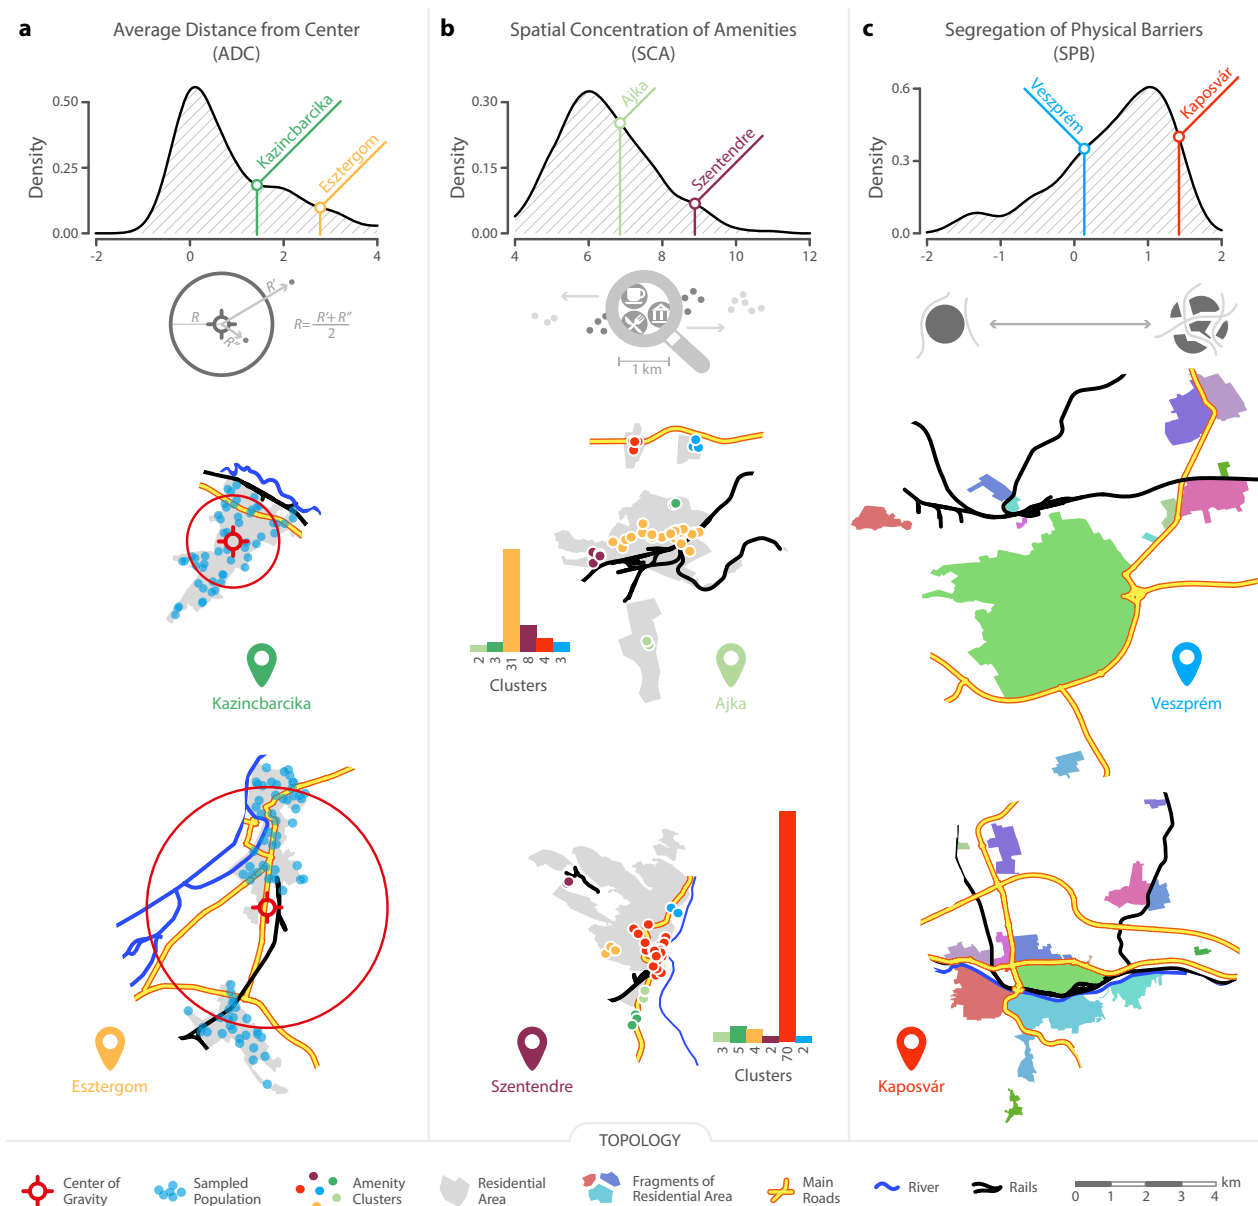 a
Average Distance from Center
(ADC)
Density
0.50
0.25
0.00
-2
0
2
4
Kazincbarcika
Esztergom
R
R'
R''
R = R' + R'' / 2
Kazincbarcika
Esztergom
b
Spatial Concentration of Amenities
(SCA)
Density
0.30
0.15
0.00
4
6
8
10
12
Ajka
Szentendre
1 km
2
3
31
8
4
3
Clusters
Ajka
3
5
4
2
70
2
Clusters
Szentendre
c
Segregation of Physical Barriers
(SPB)
Density
0.6
0.3
0.0
-2
-1
0
1
2
Veszprém
Kaposvár
Veszprém
Kaposvár
TOPOLOGY
Center of
Gravity
Sampled
Population
Amenity
Clusters
Residential
Area
Fragments of
Residential Area
Main
Roads
River
Rails
km
0
1
2
3
4